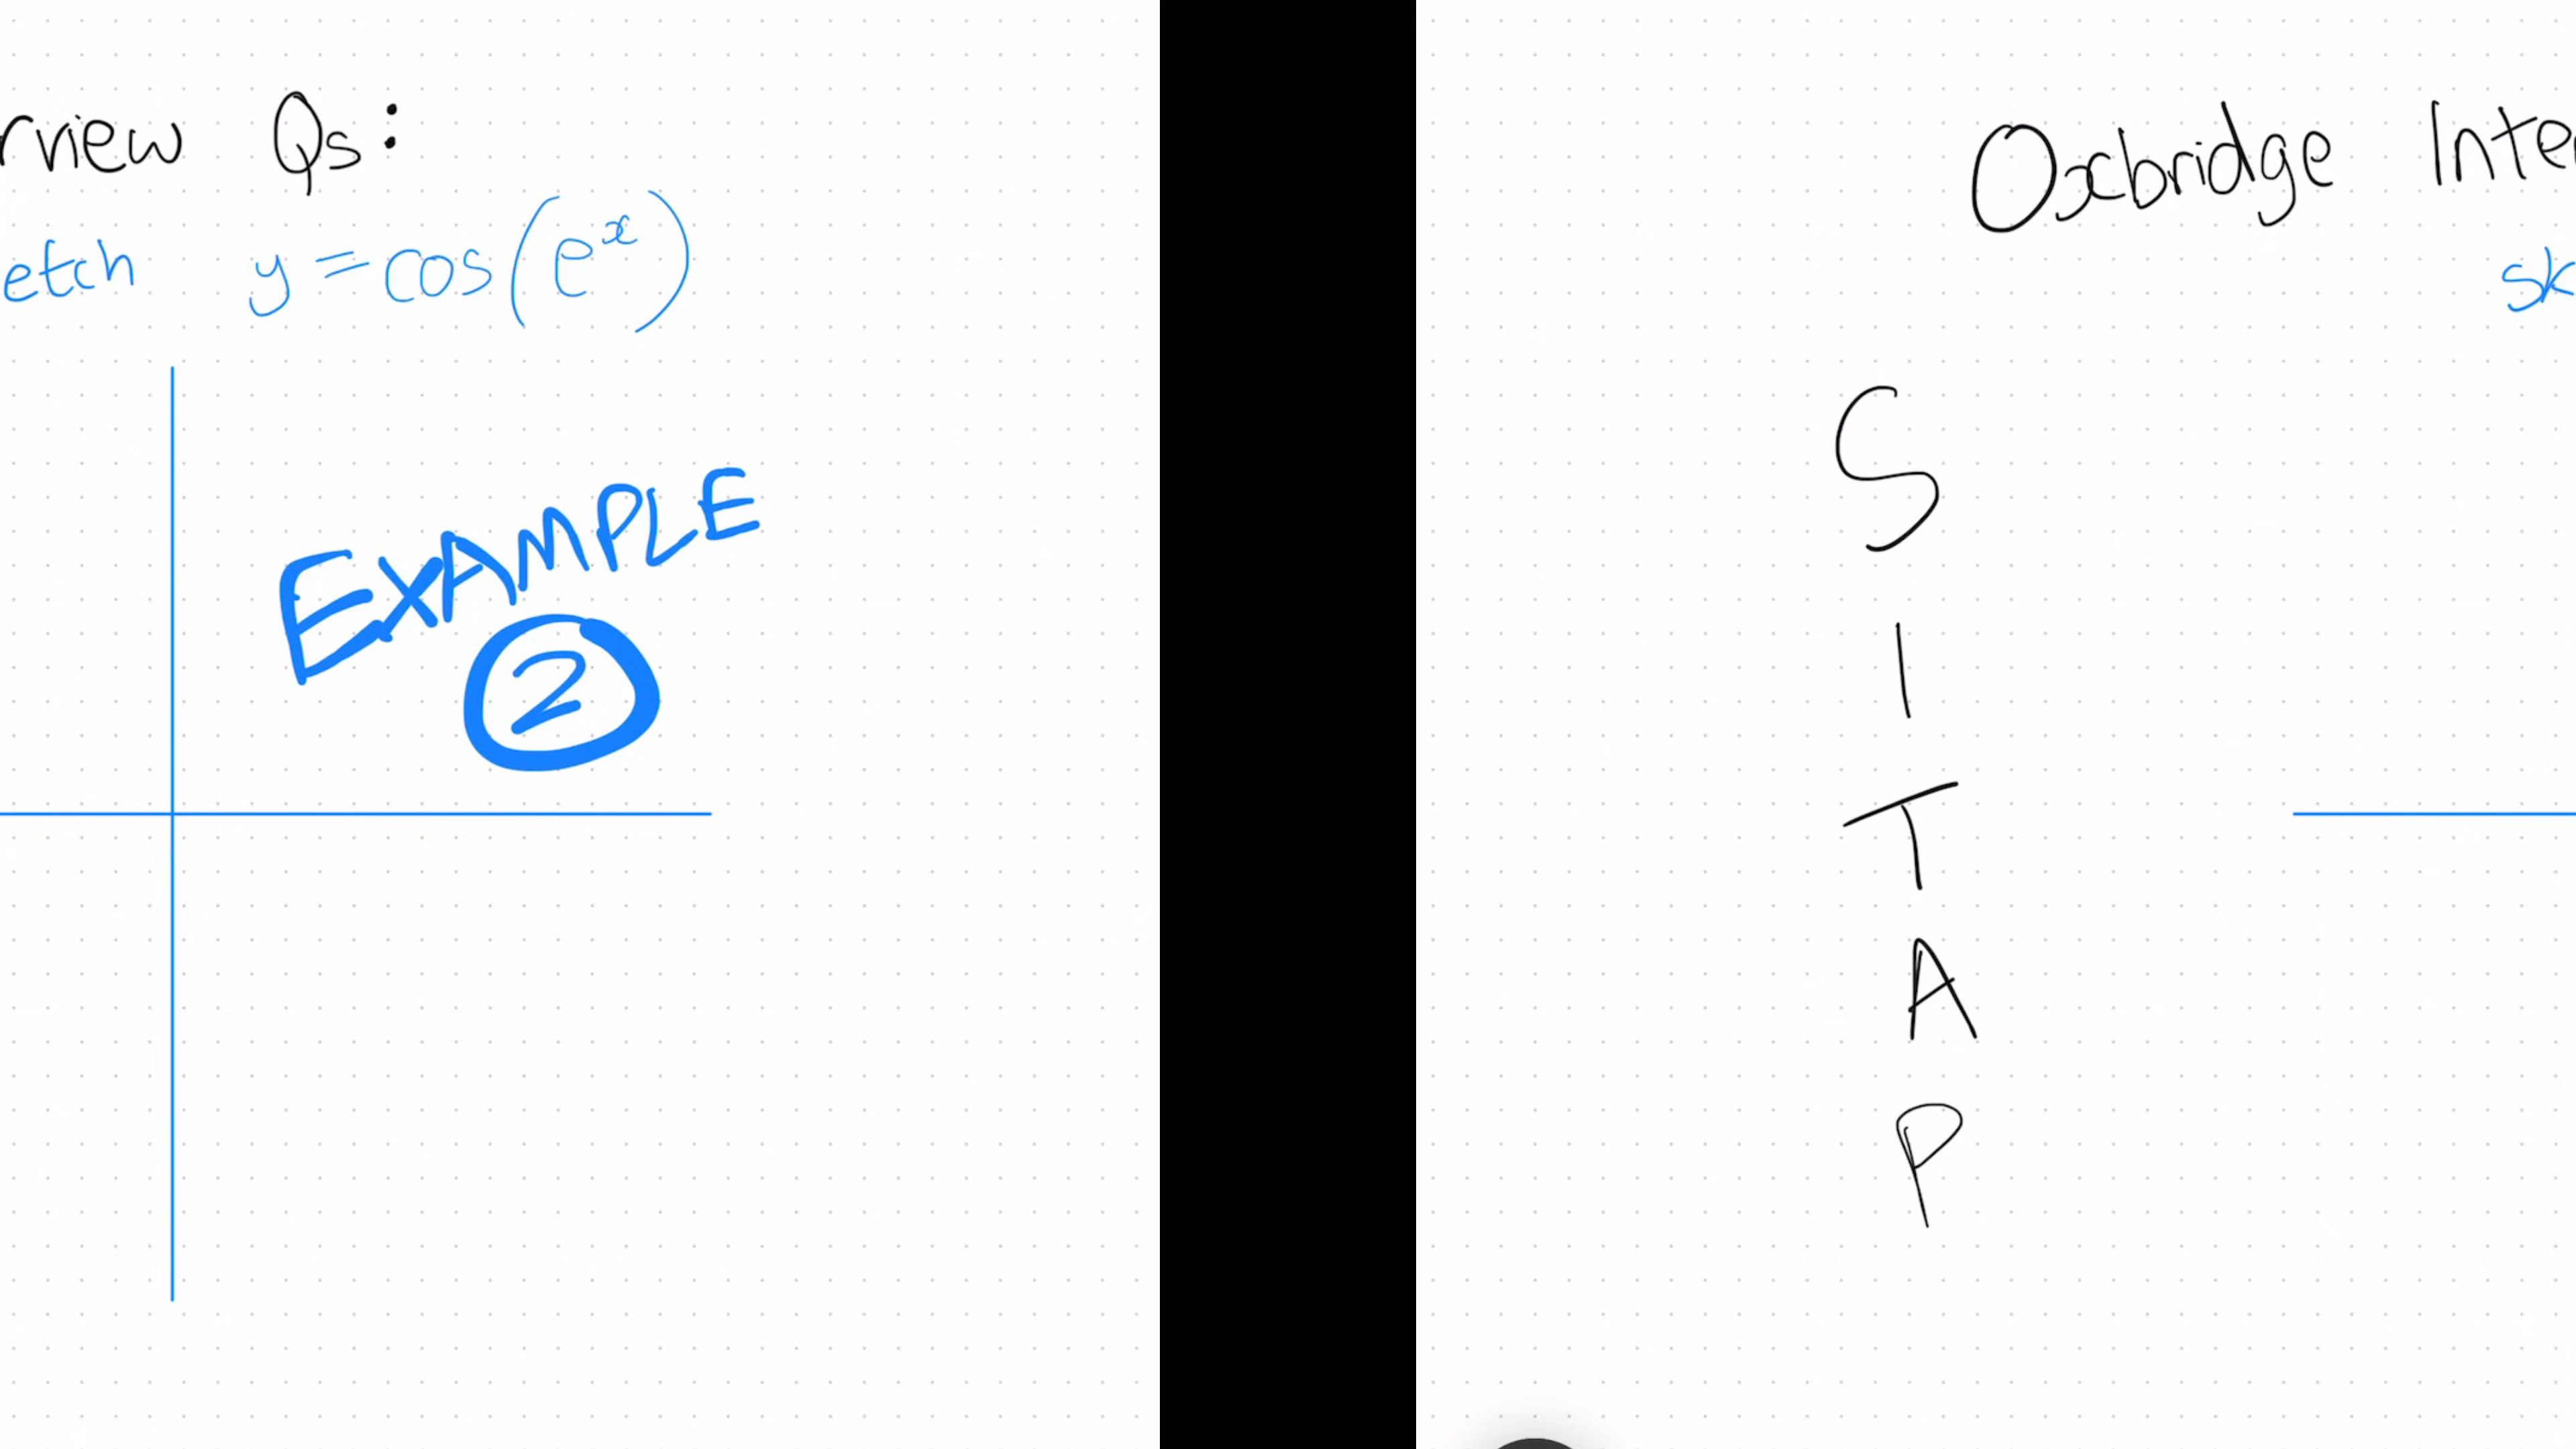 rview Qs:
etch y = cos(e^x)
EXAMPLE
2
Oxbridge Inte
sk
S
I
T
A
P